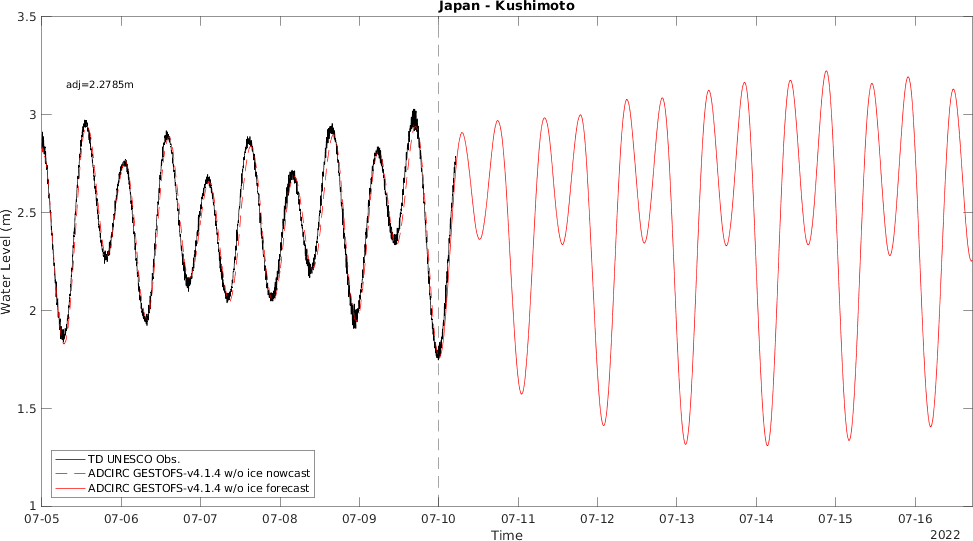 Japan - Kushimoto
3.5
adj=2.2785m
3
2.5
Water Level (m)
2
1.5
TD UNESCO Obs.
ADCIRC GESTOFS-v4.1.4 w/o ice nowcast
ADCIRC GESTOFS-v4.1.4 w/o ice forecast
1
07-05 07-06 07-07 07-08 07-09 07-10 07-11 07-12 07-13 07-14 07-15 07-16
Time
2022